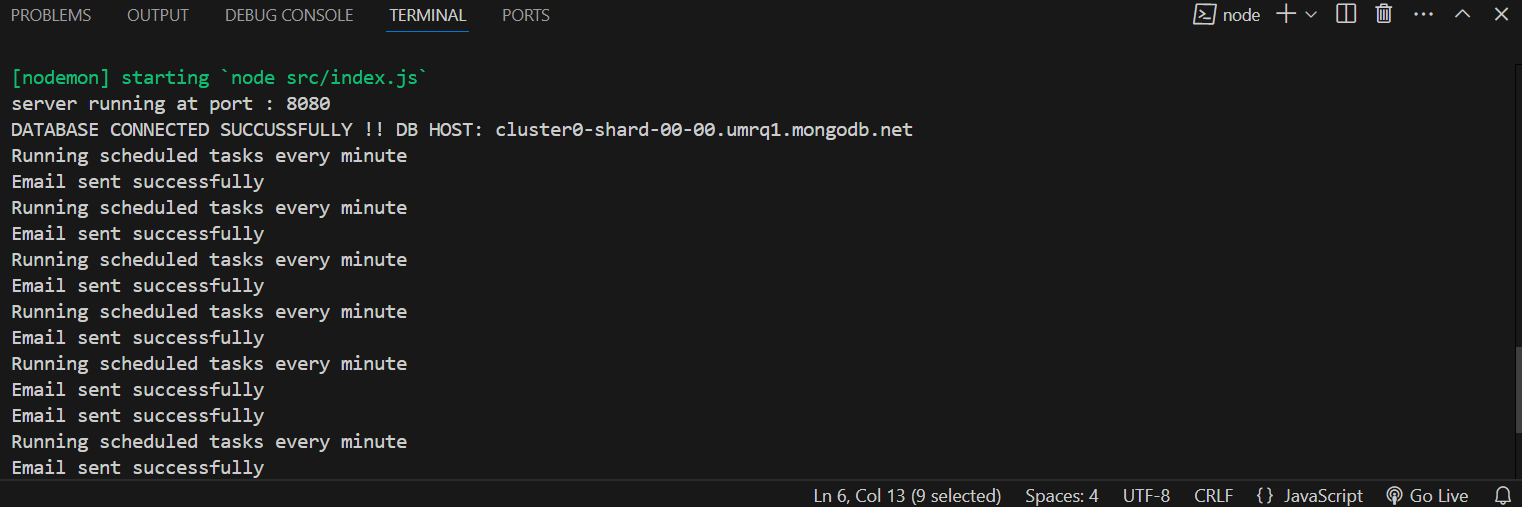 PROBLEMS OUTPUT DEBUG CONSOLE TERMINAL PORTS node
[nodemon] starting `node src/index.js`
server running at port : 8080
DATABASE CONNECTED SUCCUSSFULLY !! DB HOST: cluster0-shard-00-00.umrq1.mongodb.net
Running scheduled tasks every minute
Email sent successfully
Running scheduled tasks every minute
Email sent successfully
Running scheduled tasks every minute
Email sent successfully
Running scheduled tasks every minute
Email sent successfully
Running scheduled tasks every minute
Email sent successfully
Email sent successfully
Running scheduled tasks every minute
Email sent successfully
Ln 6, Col 13 (9 selected) Spaces: 4 UTF-8 CRLF {} JavaScript Go Live